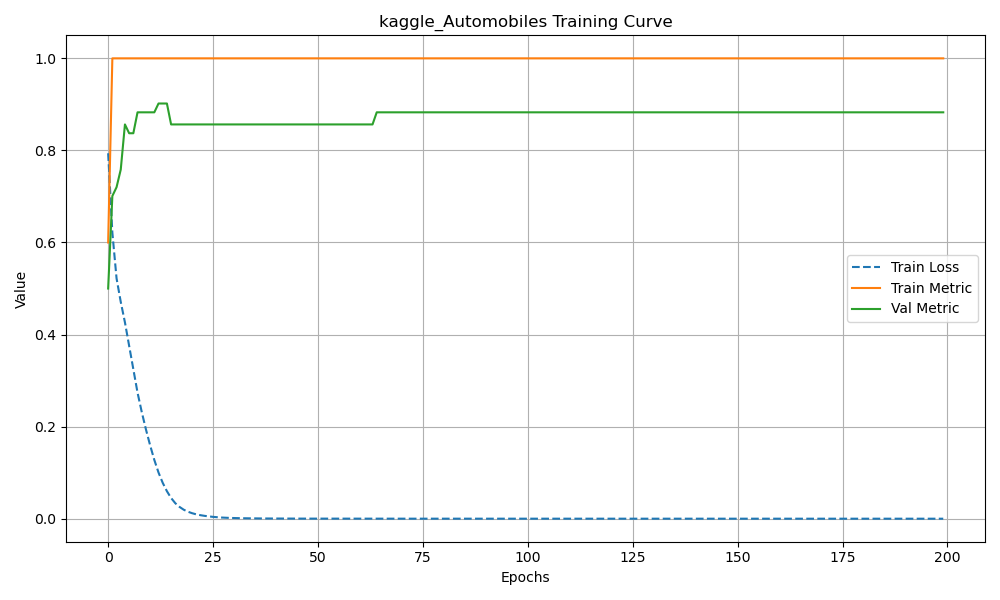 kaggle_Automobiles Training Curve
1.0
0.8
0.6
0.4
0.2
0.0
Value
Train Loss
Train Metric
Val Metric
0 25 50 75 100 125 150 175 200
Epochs